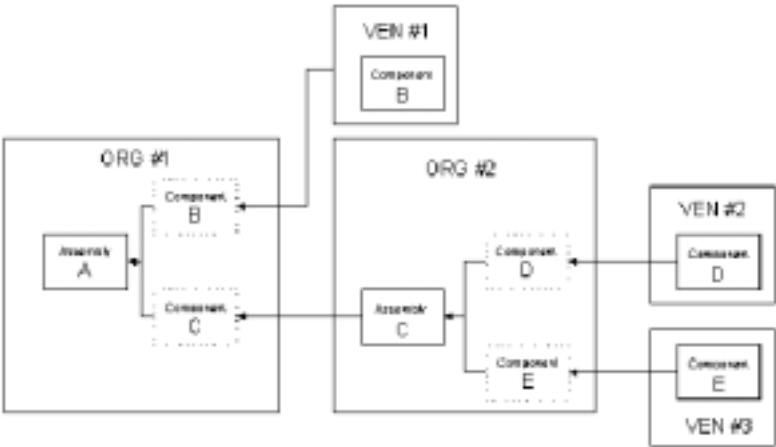 VEN #1
Component
B
ORG #1
Component
B
Assembly
A
Component
C
ORG #2
Component
D
Assembly
C
Component
E
VEN #2
Component
D
Component
E
VEN #3